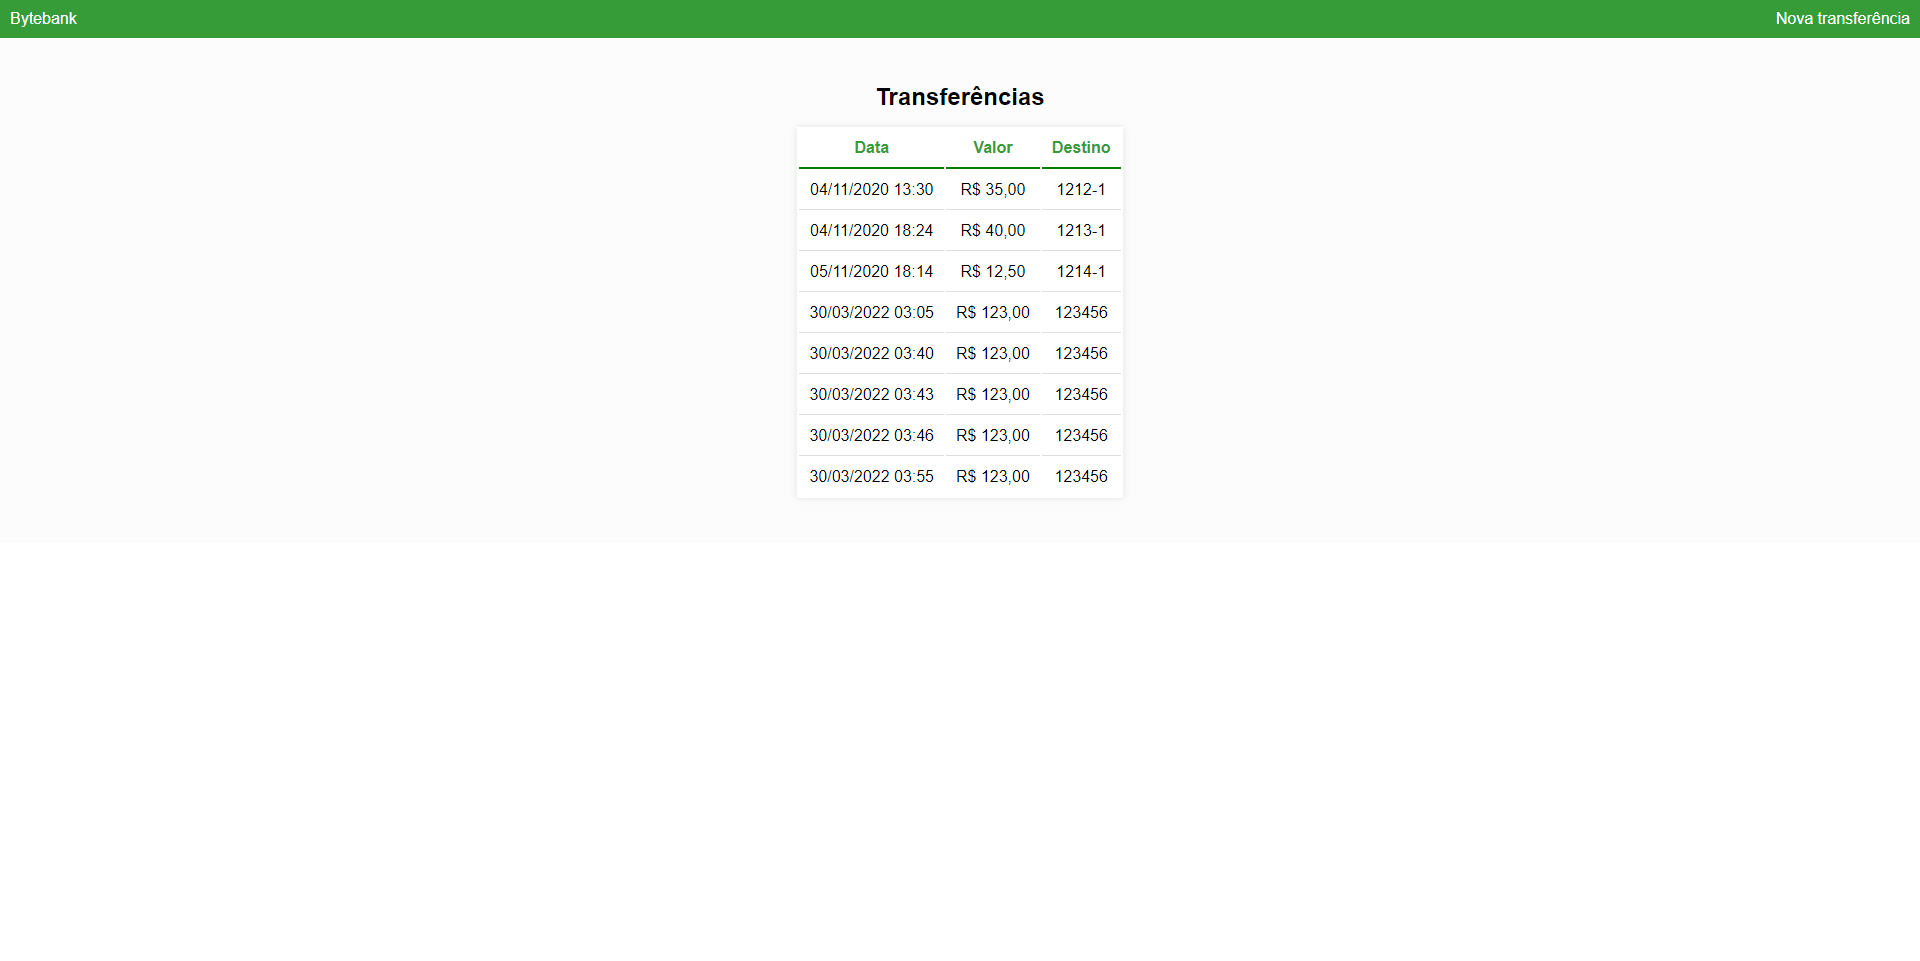 Bytebank Nova transferência
Transferências
Data Valor Destino
04/11/2020 13:30 R$ 35,00 1212-1
04/11/2020 18:24 R$ 40,00 1213-1
05/11/2020 18:14 R$ 12,50 1214-1
30/03/2022 03:05 R$ 123,00 123456
30/03/2022 03:40 R$ 123,00 123456
30/03/2022 03:43 R$ 123,00 123456
30/03/2022 03:46 R$ 123,00 123456
30/03/2022 03:55 R$ 123,00 123456